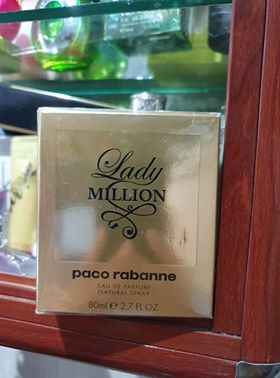 Lady
MILLION
paco rabanne
EAU DE PARFUM
NATURAL SPRAY
80ml ℮ 2.7 FL OZ